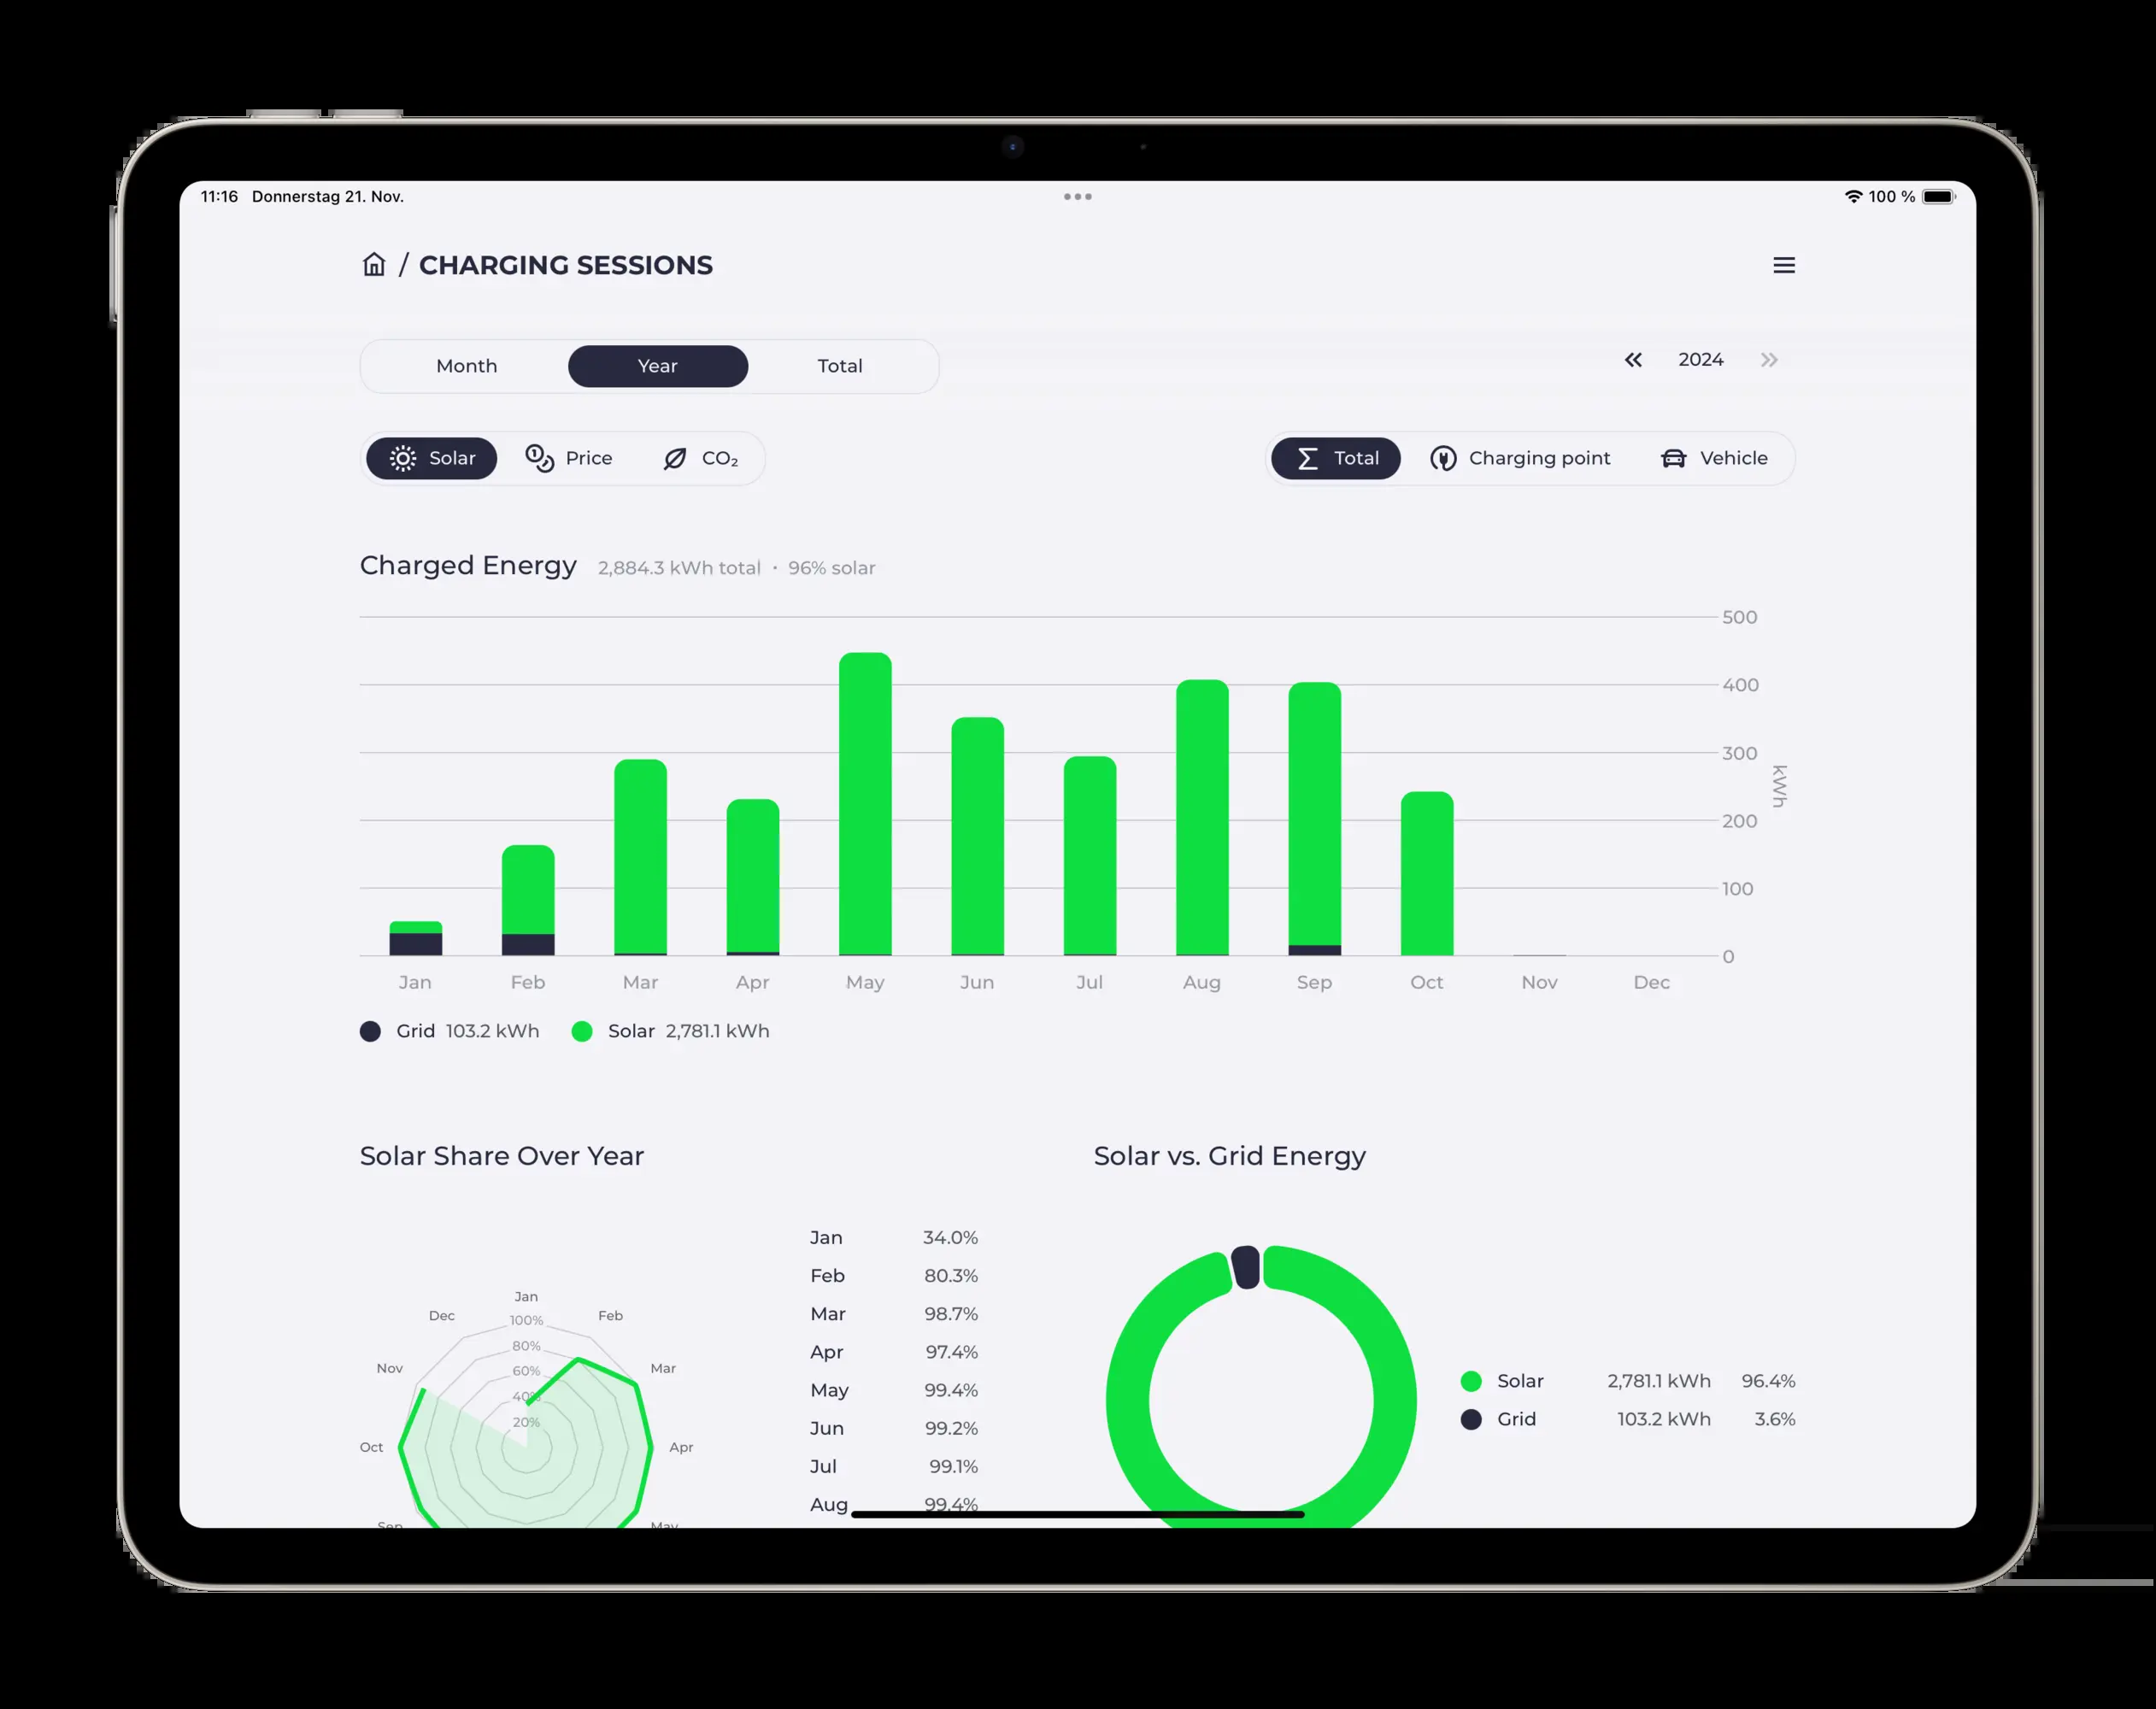 11:16 Donnerstag 21. Nov.
100 %
/ CHARGING SESSIONS
Month Year Total
2024
Solar Price CO₂
Total Charging point Vehicle
Charged Energy 2,884.3 kWh total · 96% solar
500
400
300
200
100
0
kWh
Jan Feb Mar Apr May Jun Jul Aug Sep Oct Nov Dec
Grid 103.2 kWh Solar 2,781.1 kWh
Solar Share Over Year
Jan
Feb
Mar
Apr
May
Sep
Oct
Nov
Dec
100%
80%
60%
40%
20%
Jan 34.0%
Feb 80.3%
Mar 98.7%
Apr 97.4%
May 99.4%
Jun 99.2%
Jul 99.1%
Aug 99.4%
Solar vs. Grid Energy
Solar 2,781.1 kWh 96.4%
Grid 103.2 kWh 3.6%